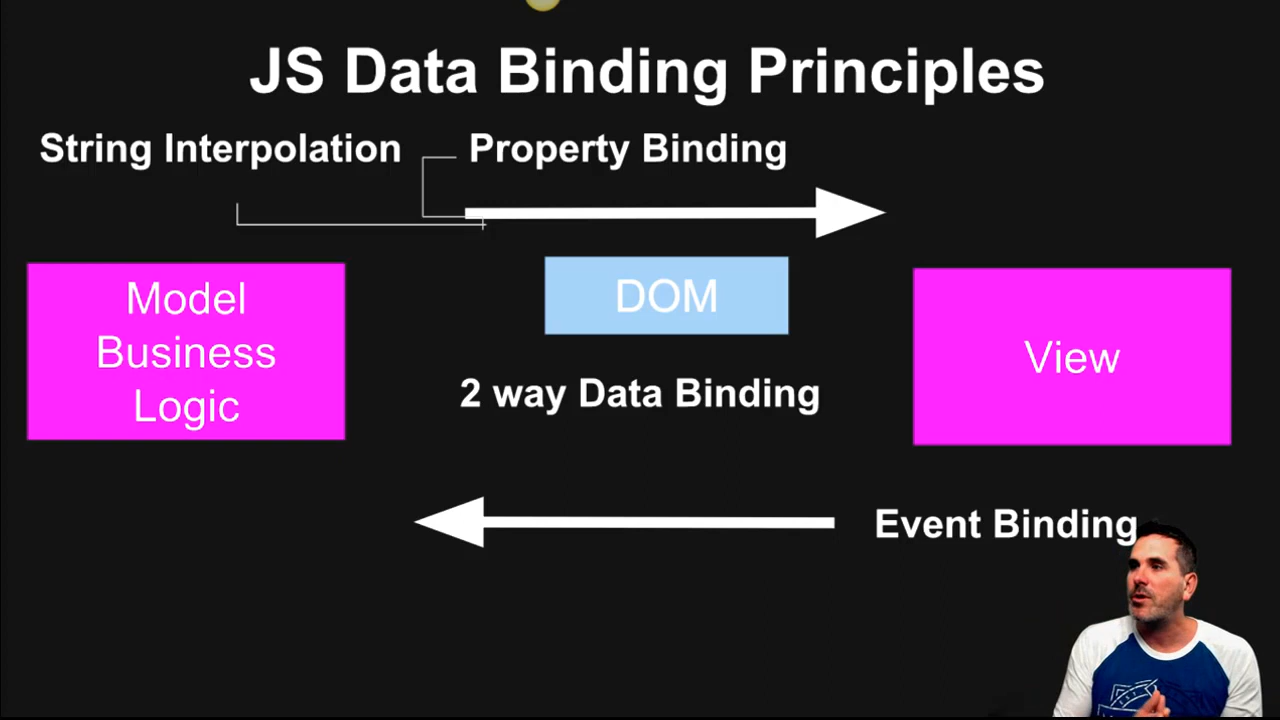 JS Data Binding Principles
String Interpolation
Property Binding
Model
Business
Logic
DOM
View
2 way Data Binding
Event Binding